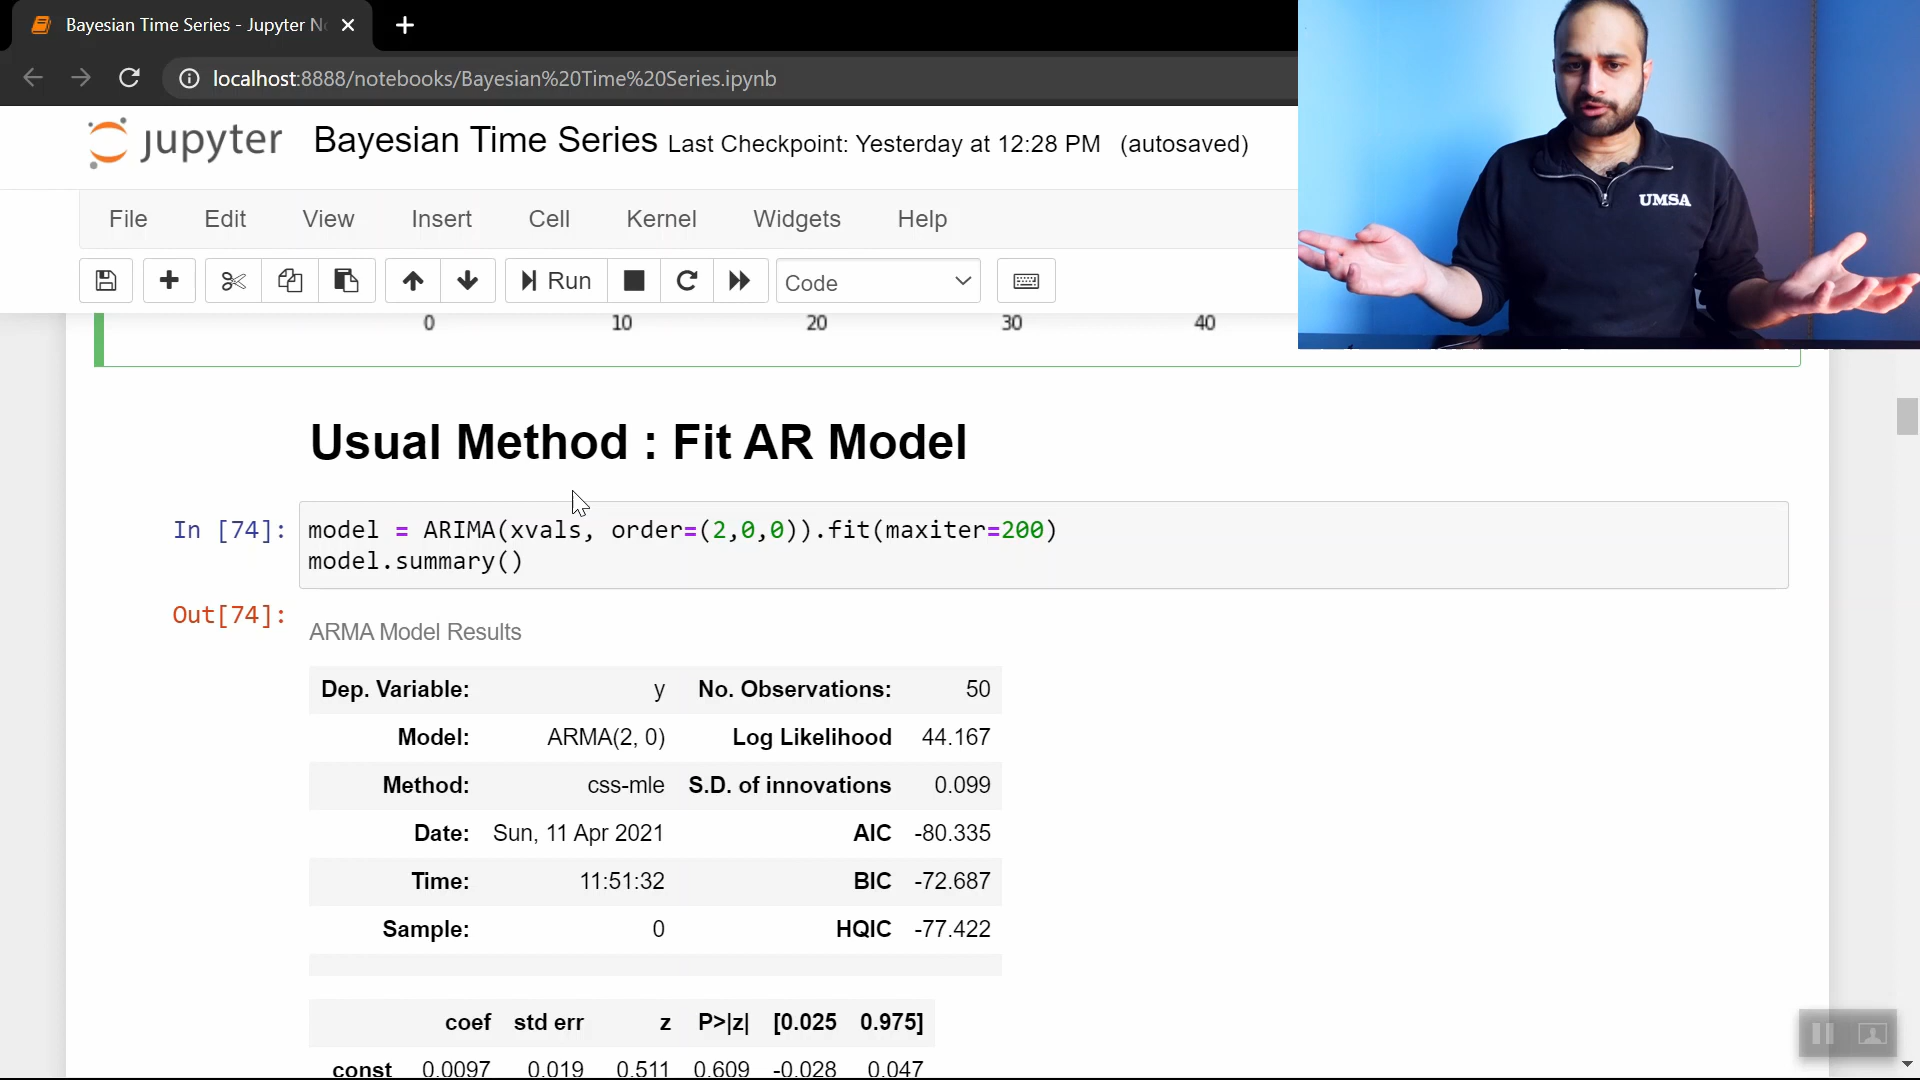 Bayesian Time Series - Jupyter No
localhost:8888/notebooks/Bayesian%20Time%20Series.ipynb
jupyter Bayesian Time Series Last Checkpoint: Yesterday at 12:28 PM (autosaved)
UMSA
File Edit View Insert Cell Kernel Widgets Help
Run Code
0 10 20 30 40
Usual Method : Fit AR Model
In [74]: model = ARIMA(xvals, order=(2,0,0)).fit(maxiter=200)
model.summary()
Out[74]:
ARMA Model Results
Dep. Variable: y No. Observations: 50
Model: ARMA(2, 0) Log Likelihood 44.167
Method: css-mle S.D. of innovations 0.099
Date: Sun, 11 Apr 2021 AIC -80.335
Time: 11:51:32 BIC -72.687
Sample: 0 HQIC -77.422
coef std err z P>|z| [0.025 0.975]
const 0.0097 0.019 0.511 0.609 -0.028 0.047